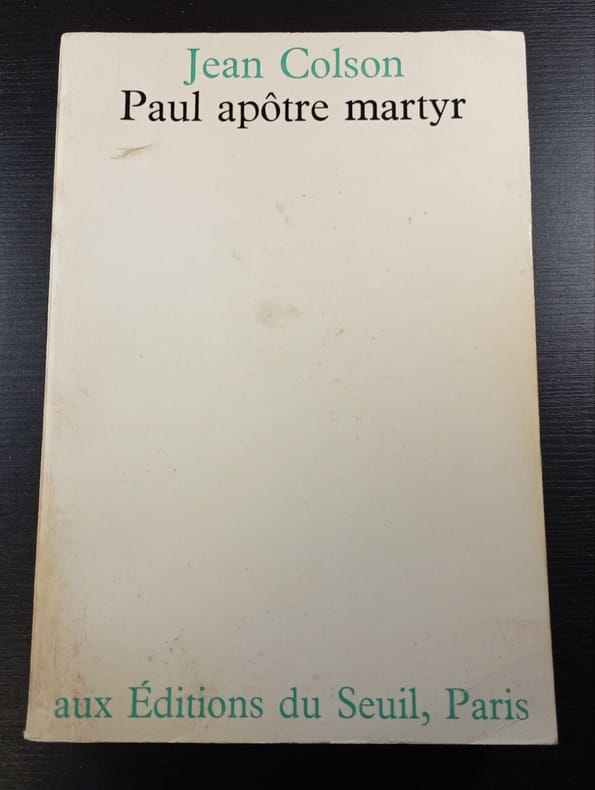 Jean Colson
Paul apôtre martyr
aux Éditions du Seuil, Paris